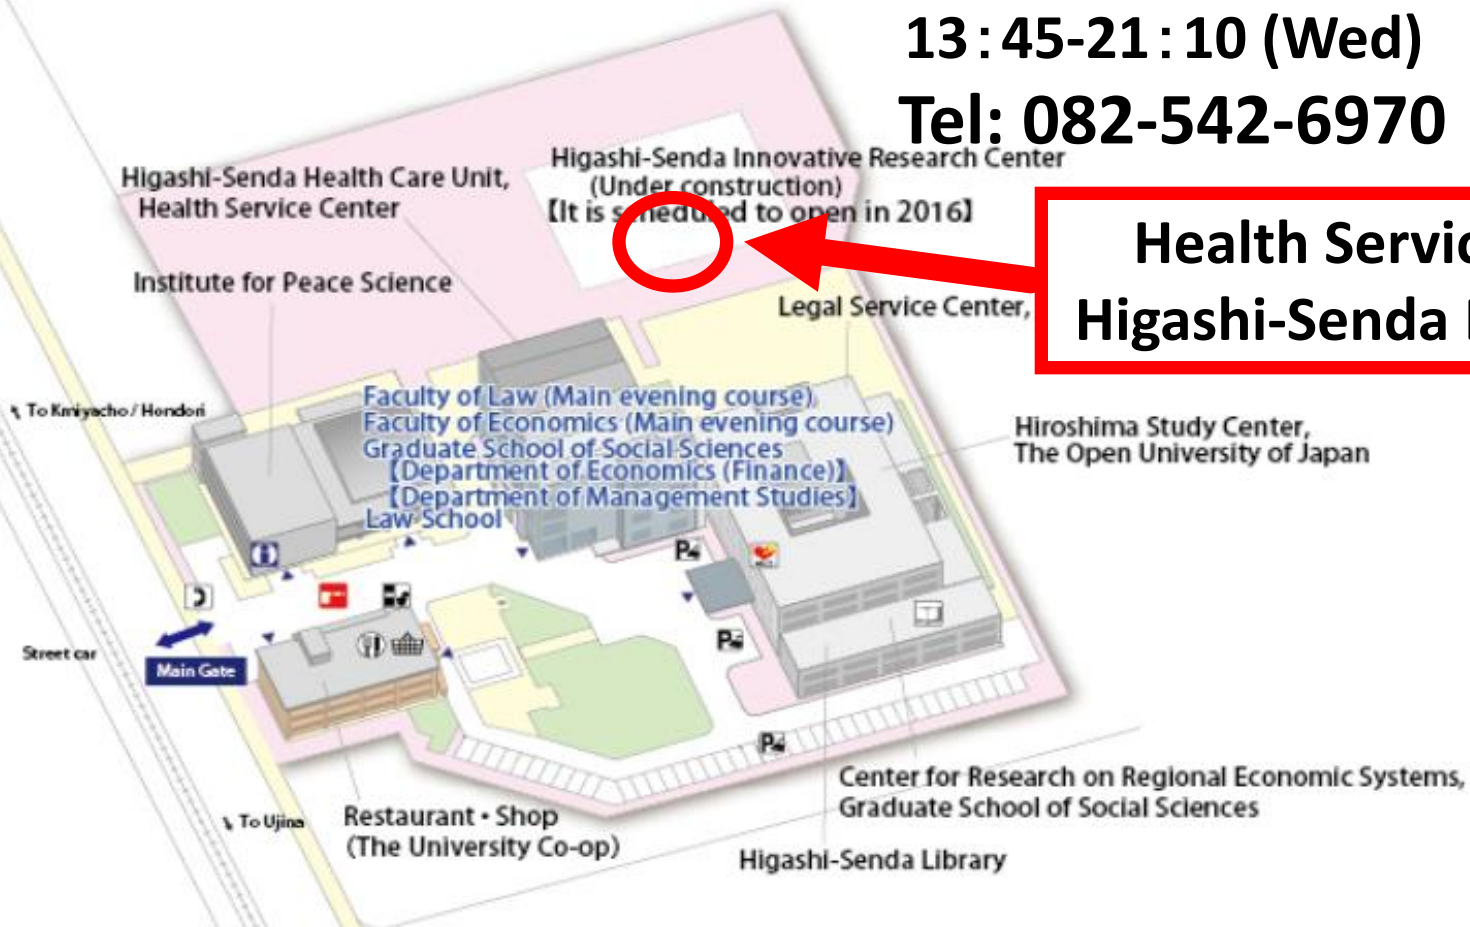 13：45-21：10 (Wed)
Tel: 082-542-6970
Higashi-Senda Innovative Research Center
(Under construction)
【It is scheduled to open in 2016】
Higashi-Senda Health Care Unit,
Health Service Center
Health Servic
Higashi-Senda
Institute for Peace Science
Legal Service Center,
To Kmiyacho / Hondori
Faculty of Law (Main evening course)
Faculty of Economics (Main evening course)
Graduate School of Social Sciences
【Department of Economics (Finance)】
【Department of Management Studies】
Law School
Hiroshima Study Center,
The Open University of Japan
P
P
Street car
Main Gate
P
Center for Research on Regional Economic Systems,
Graduate School of Social Sciences
To Ujina
Restaurant・Shop
(The University Co-op)
Higashi-Senda Library